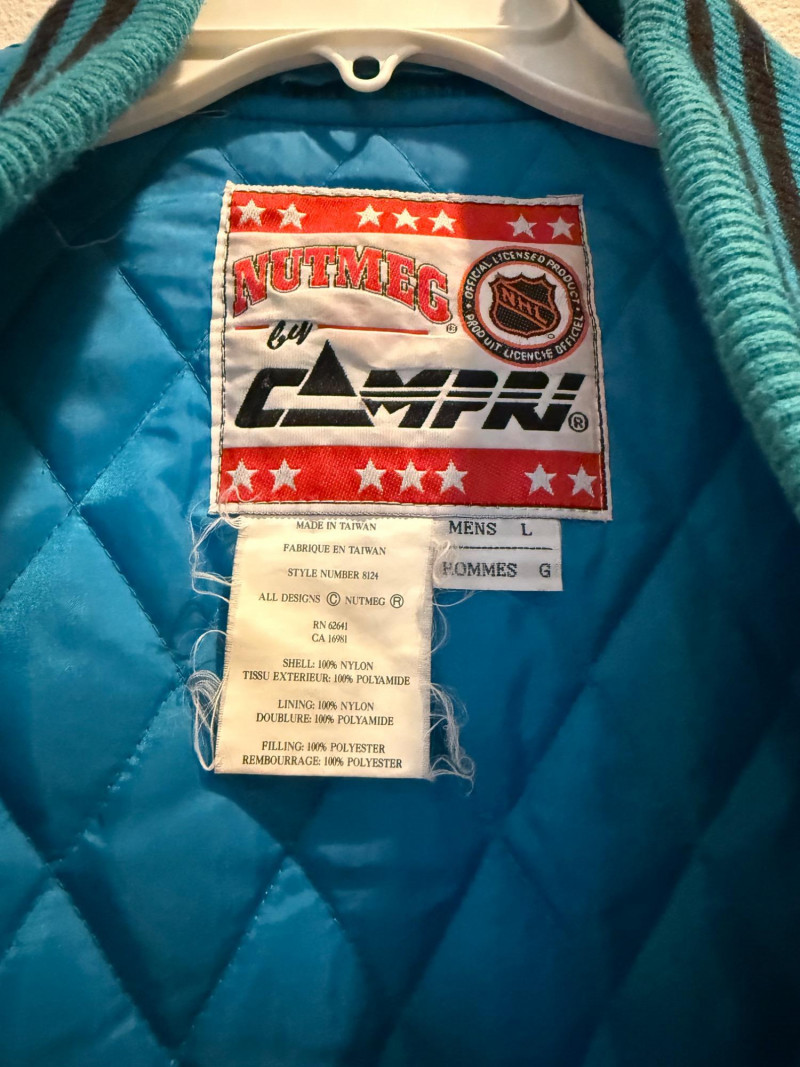 NUTMEG®
by
CAMPRI®
OFFICIAL LICENSED PRODUCT
NHL
PRODUIT LICENCIE OFFICIEL
MENS L
HOMMES G
MADE IN TAIWAN
FABRIQUE EN TAIWAN
STYLE NUMBER 8124
ALL DESIGNS © NUTMEG ®
RN 62641
CA 16981
SHELL: 100% NYLON
TISSU EXTERIEUR: 100% POLYAMIDE
LINING: 100% NYLON
DOUBLURE: 100% POLYAMIDE
FILLING: 100% POLYESTER
REMBOURRAGE: 100% POLYESTER